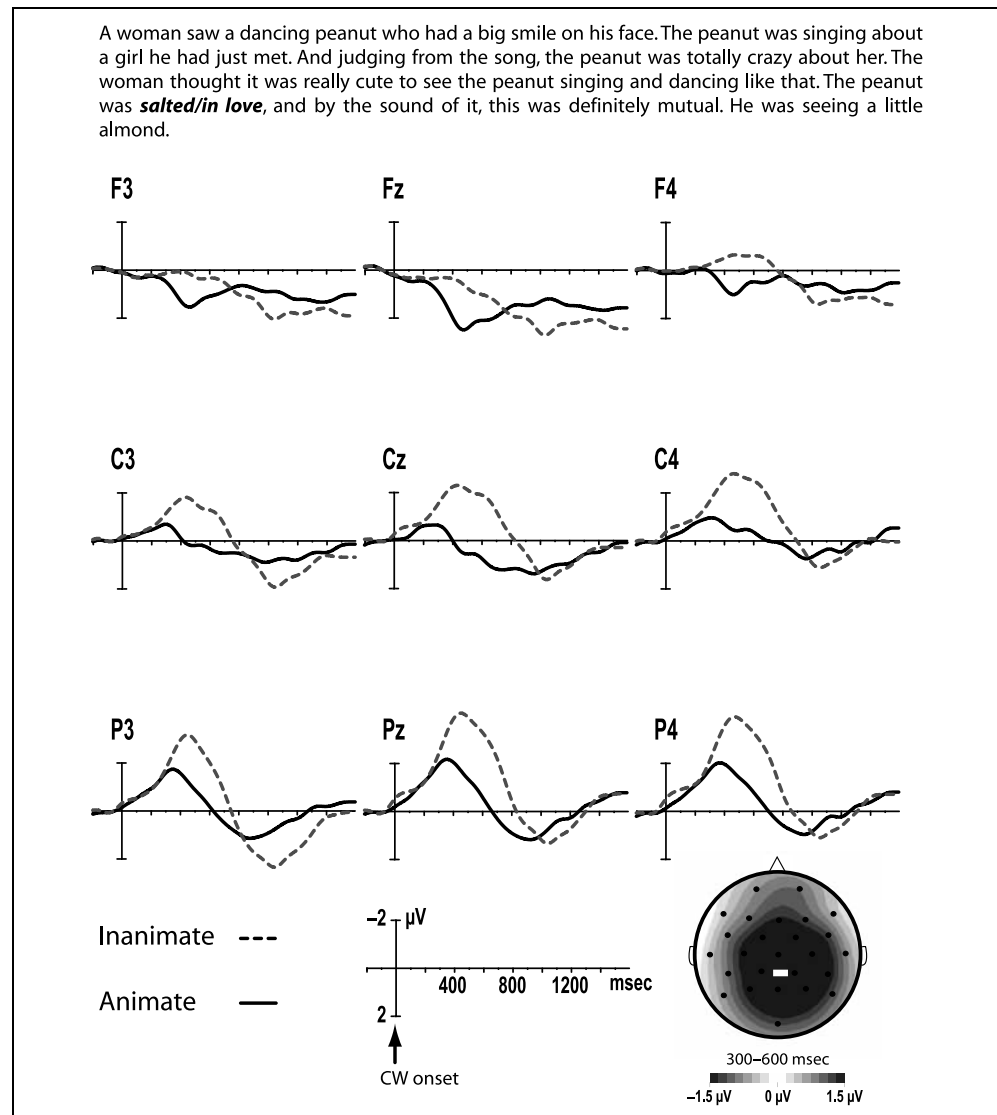 A woman saw a dancing peanut who had a big smile on his face. The peanut was singing about
a girl he had just met. And judging from the song, the peanut was totally crazy about her. The
woman thought it was really cute to see the peanut singing and dancing like that. The peanut
was salted/in love, and by the sound of it, this was definitely mutual. He was seeing a little
almond.
F3 Fz F4
C3 Cz C4
P3 Pz P4
Inanimate
Animate
–2 µV
400 800 1200 msec
2
CW onset
300–600 msec
–1.5 µV 0 µV 1.5 µV